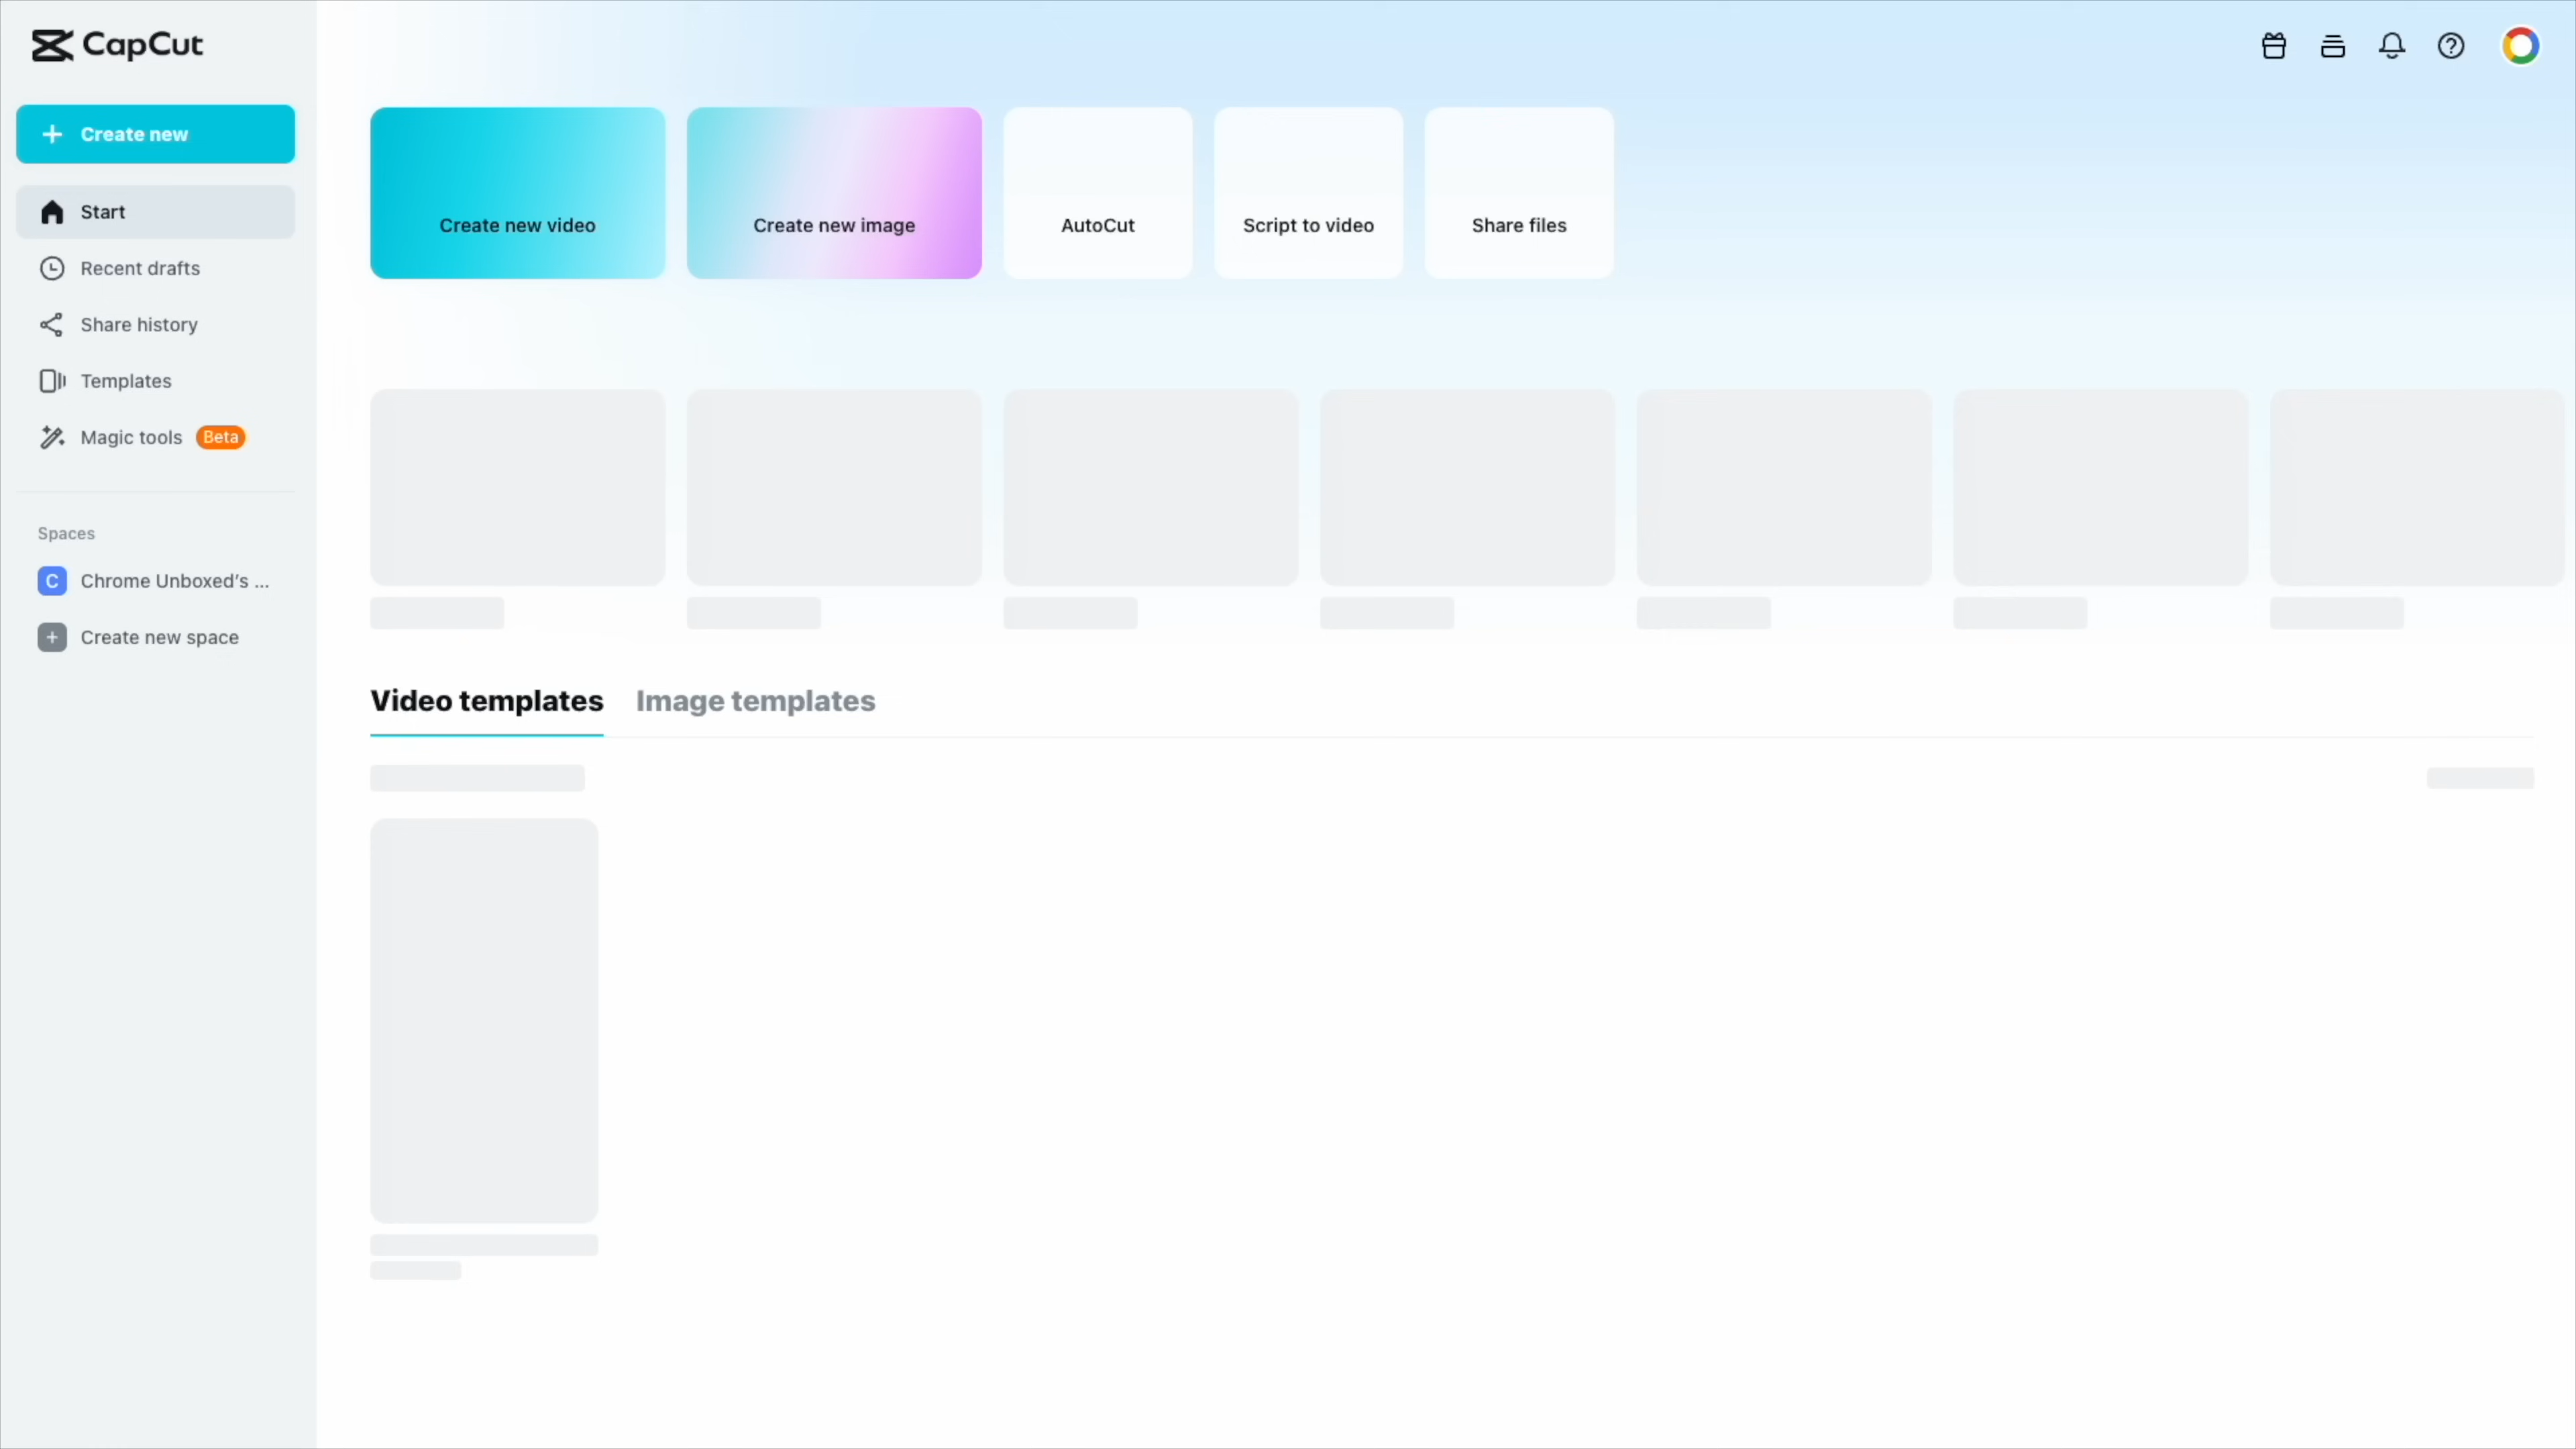 CapCut
Create new
Start
Recent drafts
Share history
Templates
Magic tools Beta
Spaces
C Chrome Unboxed's ...
Create new space
Create new video
Create new image
AutoCut
Script to video
Share files
Video templates
Image templates